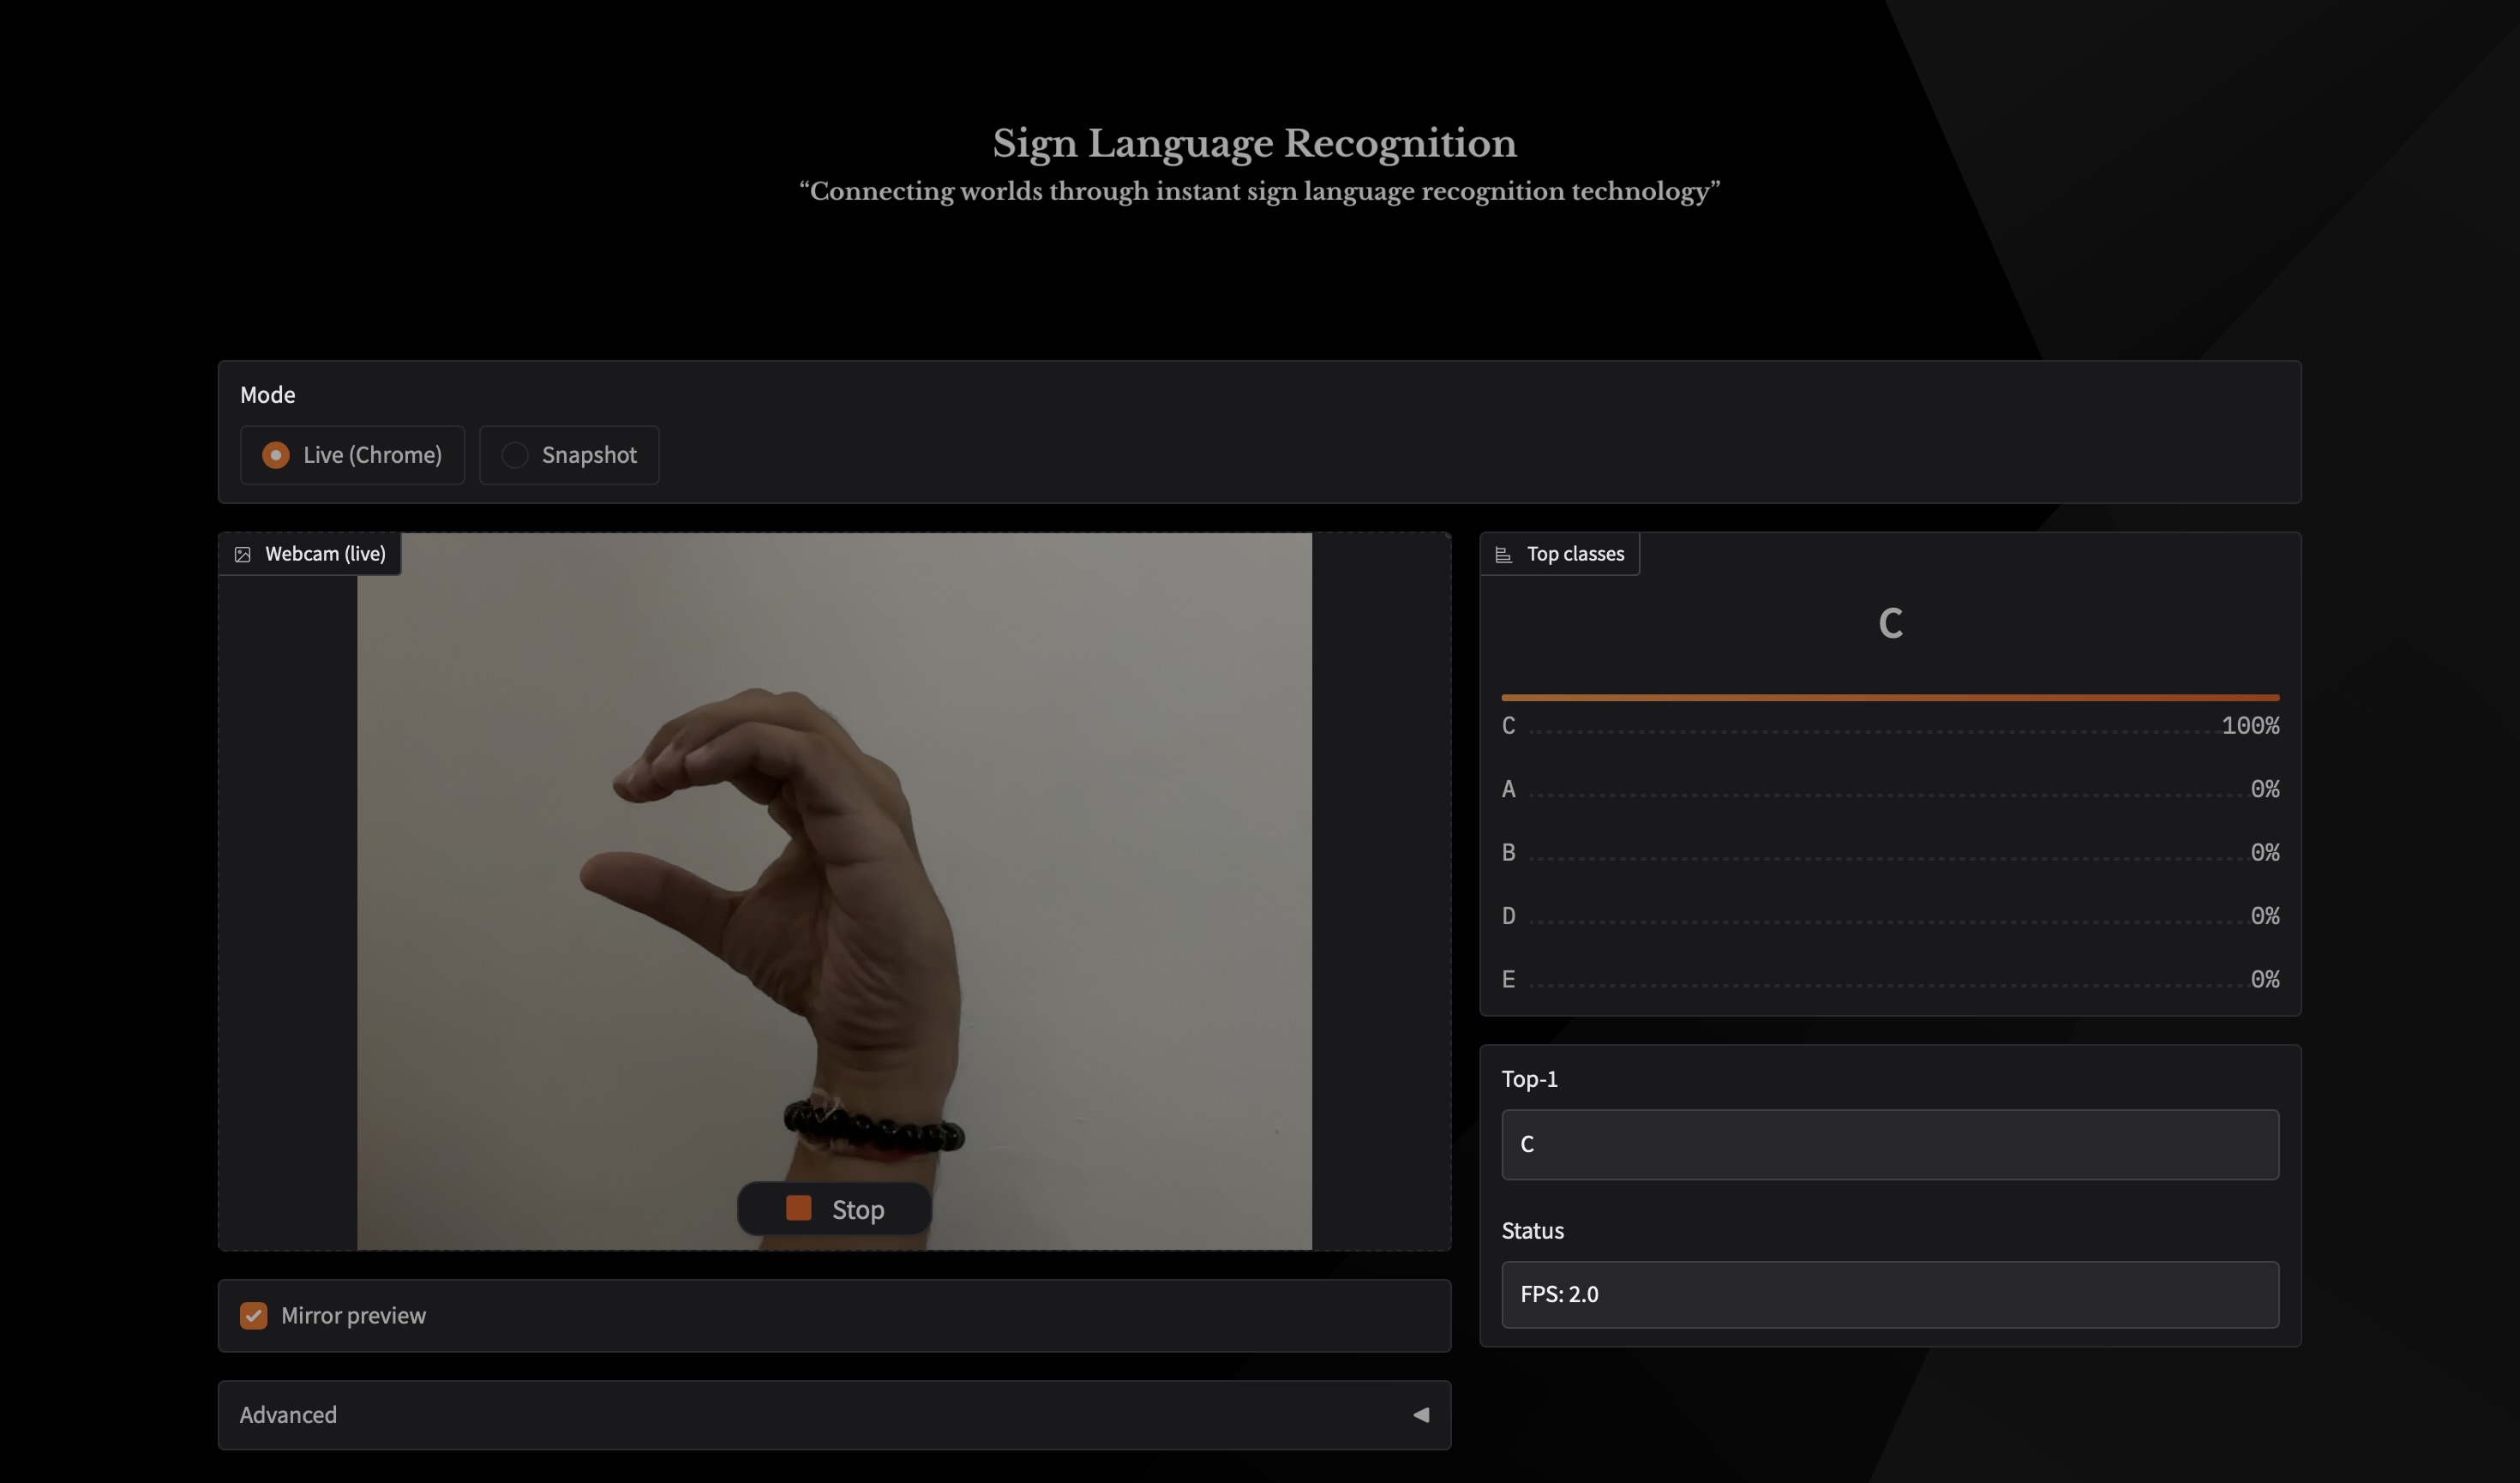 Sign Language Recognition
“Connecting worlds through instant sign language recognition technology”
Mode
Live (Chrome)
Snapshot
Webcam (live)
Stop
Mirror preview
Advanced
Top classes
C
C 100%
A 0%
B 0%
D 0%
E 0%
Top-1
C
Status
FPS: 2.0